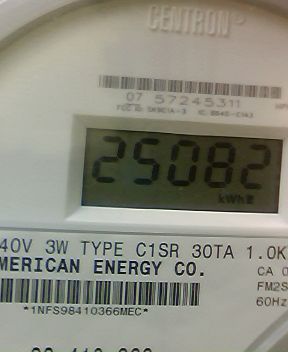 CENTRON®
07 57245311
25082
kWh
40V 3W TYPE C1SR 30TA 1.0K
MERICAN ENERGY CO.
CA 0
FM2S
60Hz
*1NFS98410366MEC*